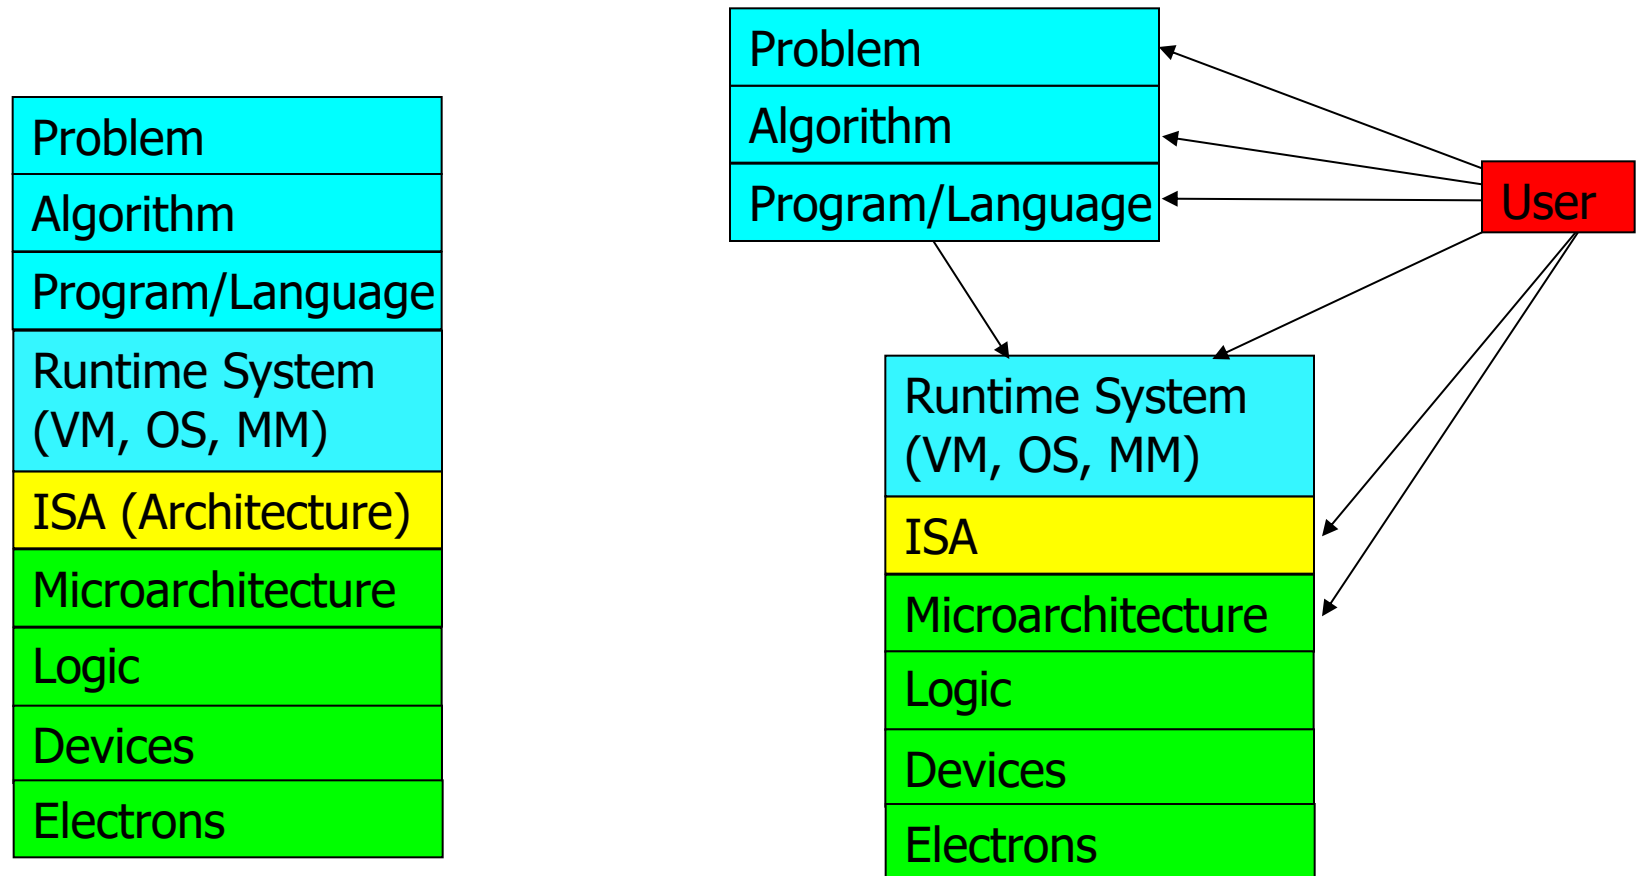 Problem
Algorithm
Program/Language
Runtime System
(VM, OS, MM)
ISA (Architecture)
Microarchitecture
Logic
Devices
Electrons
Problem
Algorithm
Program/Language
User
Runtime System
(VM, OS, MM)
ISA
Microarchitecture
Logic
Devices
Electrons